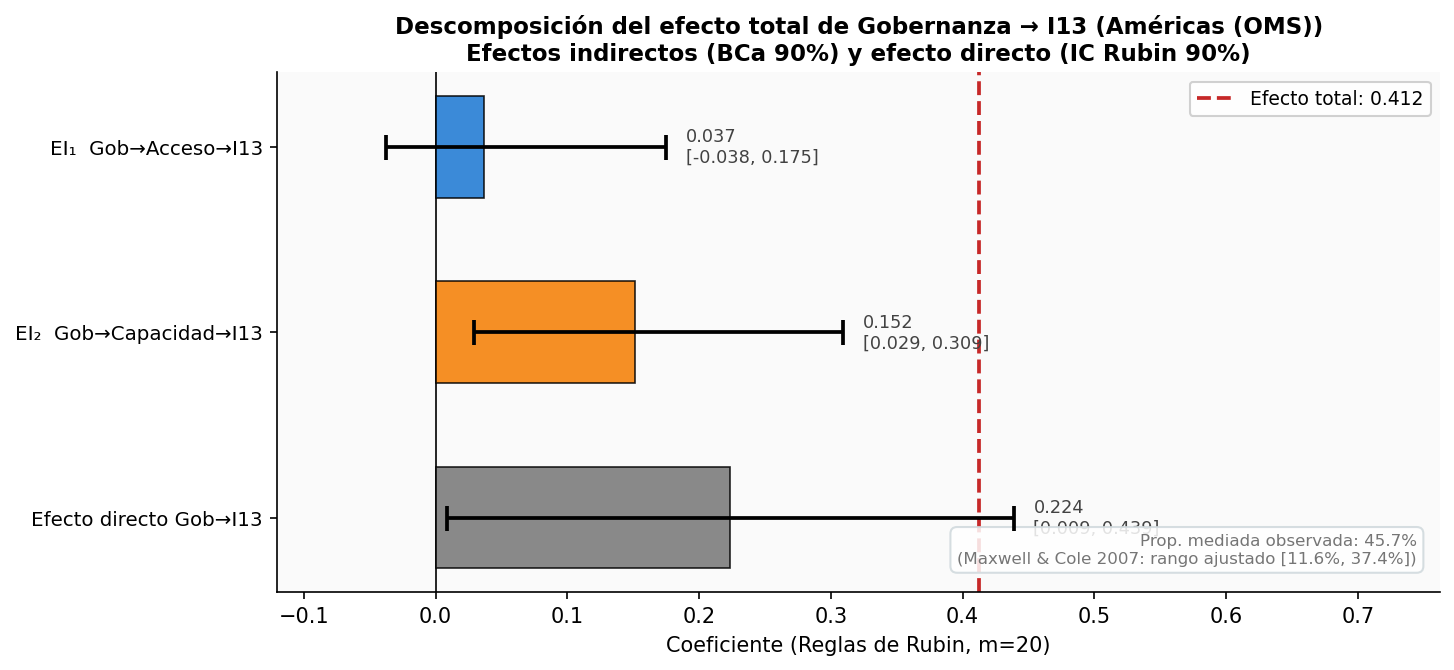 Descomposición del efecto total de Gobernanza → I13 (Américas (OMS))
Efectos indirectos (BCa 90%) y efecto directo (IC Rubin 90%)
Efecto total: 0.412
EI₁  Gob→Acceso→I13
0.037
[-0.038, 0.175]
EI₂  Gob→Capacidad→I13
0.152
[0.029, 0.309]
Efecto directo Gob→I13
0.224
[0.009, 0.439]
Prop. mediada observada: 45.7%
(Maxwell & Cole 2007: rango ajustado [11.6%, 37.4%])
−0.1 0.0 0.1 0.2 0.3 0.4 0.5 0.6 0.7
Coeficiente (Reglas de Rubin, m=20)